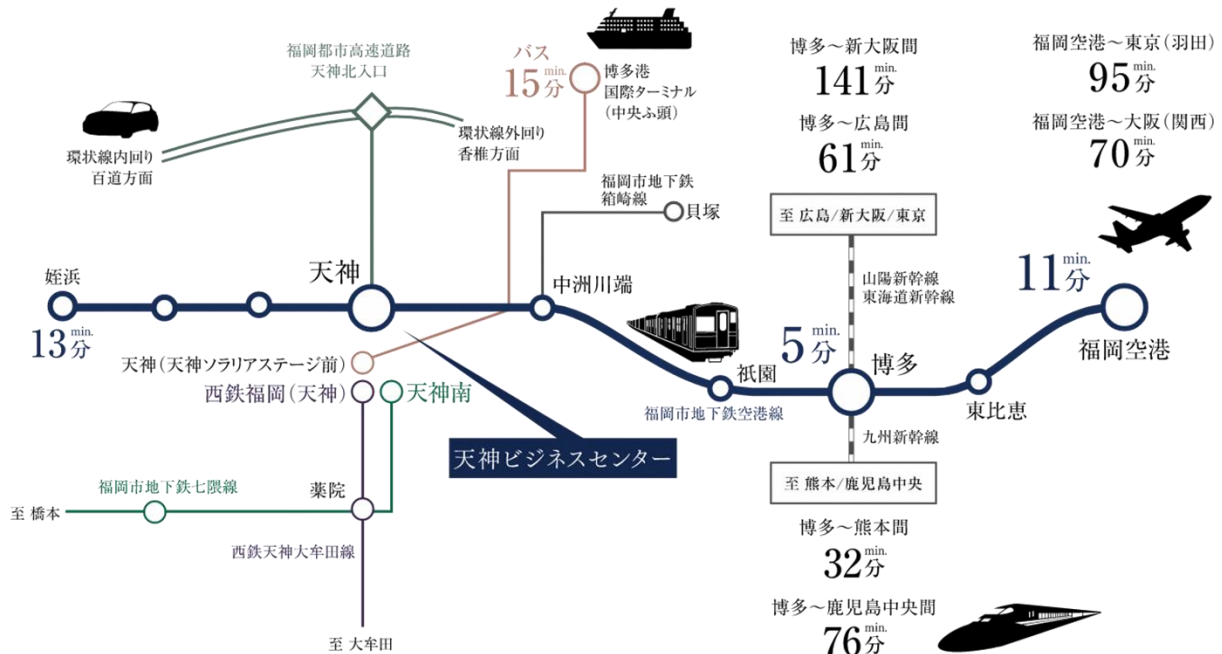 福岡都市高速道路
天神北入口
環状線内回り
百道方面
環状線外回り
香椎方面
バス
15min.分
博多港
国際ターミナル
(中央ふ頭)
博多〜新大阪間
141min.分
博多〜広島間
61min.分
福岡空港〜東京(羽田)
95min.分
福岡空港〜大阪(関西)
70min.分
福岡市地下鉄
箱崎線
貝塚
至 広島/新大阪/東京
山陽新幹線
東海道新幹線
姪浜
13min.分
天神
中洲川端
祇園
5min.分
博多
東比恵
11min.分
福岡空港
福岡市地下鉄空港線
天神(天神ソラリアステージ前)
西鉄福岡(天神)
天神南
天神ビジネスセンター
九州新幹線
至 熊本/鹿児島中央
博多〜熊本間
32min.分
博多〜鹿児島中央間
76min.分
福岡市地下鉄七隈線
至 橋本
薬院
西鉄天神大牟田線
至 大牟田